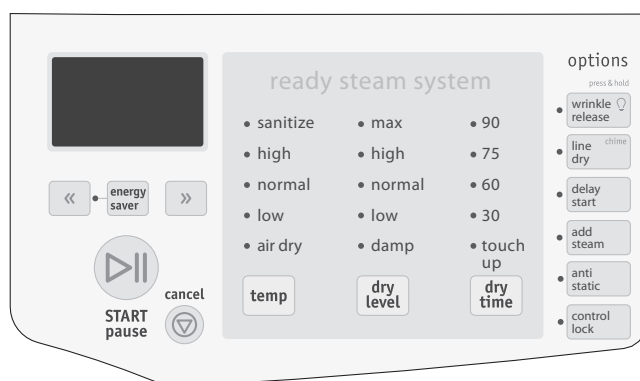 ready steam system
• sanitize
• high
• normal
• low
• air dry
temp
• max
• high
• normal
• low
• damp
dry
level
• 90
• 75
• 60
• 30
• touch
up
dry
time
«
energy
saver
»
START
pause
cancel
options
press & hold
wrinkle
release
chime
line
dry
delay
start
add
steam
anti
static
control
lock